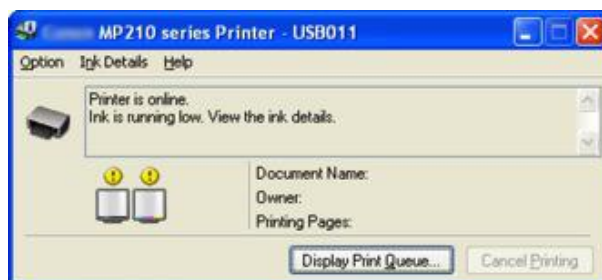 MP210 series Printer - USB011
Option Ink Details Help
Printer is online.
Ink is running low. View the ink details.
Document Name:
Owner:
Printing Pages:
Display Print Queue... Cancel Printing